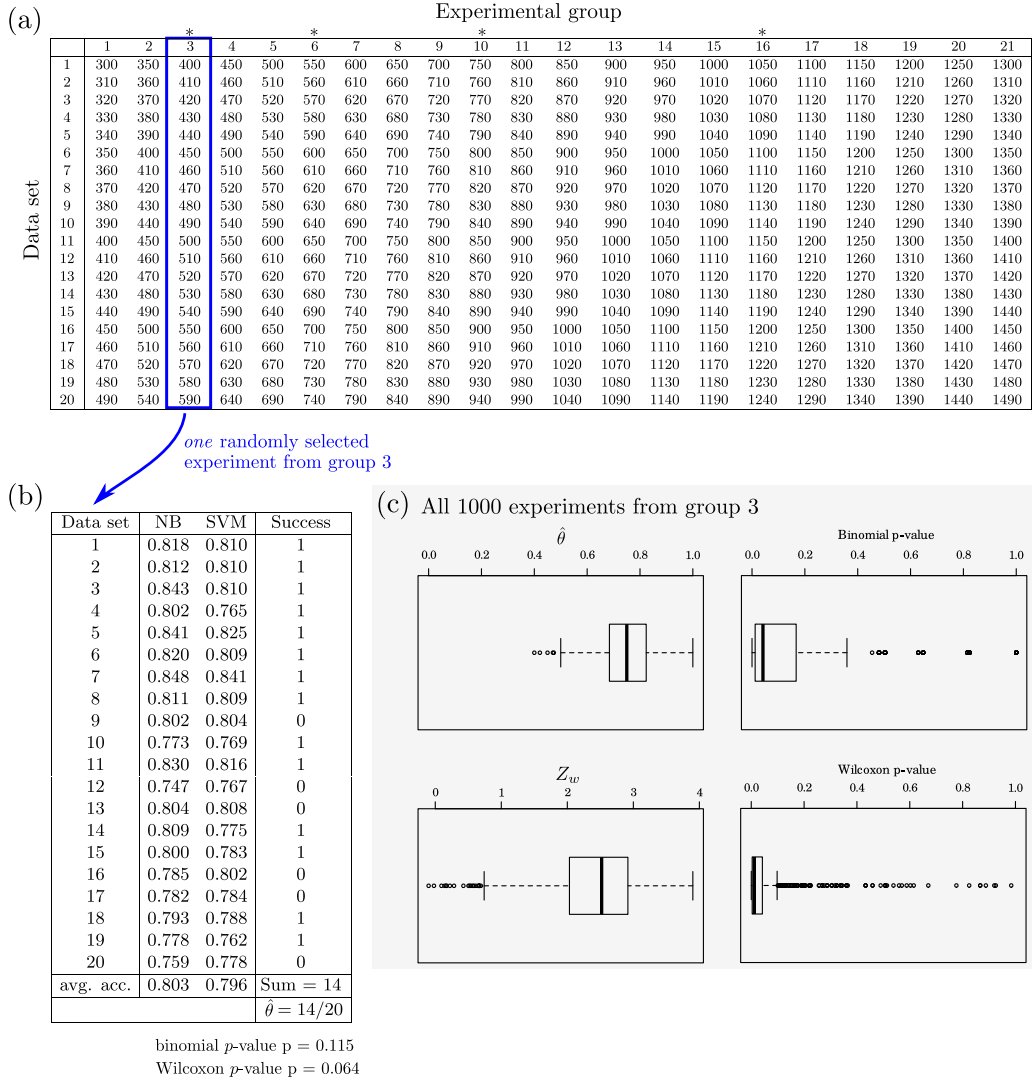 (a)
Experimental group
* * * *
1 2 3 4 5 6 7 8 9 10 11 12 13 14 15 16 17 18 19 20 21
Data set
1 300 350 400 450 500 550 600 650 700 750 800 850 900 950 1000 1050 1100 1150 1200 1250 1300
2 310 360 410 460 510 560 610 660 710 760 810 860 910 960 1010 1060 1110 1160 1210 1260 1310
3 320 370 420 470 520 570 620 670 720 770 820 870 920 970 1020 1070 1120 1170 1220 1270 1320
4 330 380 430 480 530 580 630 680 730 780 830 880 930 980 1030 1080 1130 1180 1230 1280 1330
5 340 390 440 490 540 590 640 690 740 790 840 890 940 990 1040 1090 1140 1190 1240 1290 1340
6 350 400 450 500 550 600 650 700 750 800 850 900 950 1000 1050 1100 1150 1200 1250 1300 1350
7 360 410 460 510 560 610 660 710 760 810 860 910 960 1010 1060 1110 1160 1210 1260 1310 1360
8 370 420 470 520 570 620 670 720 770 820 870 920 970 1020 1070 1120 1170 1220 1270 1320 1370
9 380 430 480 530 580 630 680 730 780 830 880 930 980 1030 1080 1130 1180 1230 1280 1330 1380
10 390 440 490 540 590 640 690 740 790 840 890 940 990 1040 1090 1140 1190 1240 1290 1340 1390
11 400 450 500 550 600 650 700 750 800 850 900 950 1000 1050 1100 1150 1200 1250 1300 1350 1400
12 410 460 510 560 610 660 710 760 810 860 910 960 1010 1060 1110 1160 1210 1260 1310 1360 1410
13 420 470 520 570 620 670 720 770 820 870 920 970 1020 1070 1120 1170 1220 1270 1320 1370 1420
14 430 480 530 580 630 680 730 780 830 880 930 980 1030 1080 1130 1180 1230 1280 1330 1380 1430
15 440 490 540 590 640 690 740 790 840 890 940 990 1040 1090 1140 1190 1240 1290 1340 1390 1440
16 450 500 550 600 650 700 750 800 850 900 950 1000 1050 1100 1150 1200 1250 1300 1350 1400 1450
17 460 510 560 610 660 710 760 810 860 910 960 1010 1060 1110 1160 1210 1260 1310 1360 1410 1460
18 470 520 570 620 670 720 770 820 870 920 970 1020 1070 1120 1170 1220 1270 1320 1370 1420 1470
19 480 530 580 630 680 730 780 830 880 930 980 1030 1080 1130 1180 1230 1280 1330 1380 1430 1480
20 490 540 590 640 690 740 790 840 890 940 990 1040 1090 1140 1190 1240 1290 1340 1390 1440 1490
one randomly selected
experiment from group 3
(b)
Data set NB SVM Success
1 0.818 0.810 1
2 0.812 0.810 1
3 0.843 0.810 1
4 0.802 0.765 1
5 0.841 0.825 1
6 0.820 0.809 1
7 0.848 0.841 1
8 0.811 0.809 1
9 0.802 0.804 0
10 0.773 0.769 1
11 0.830 0.816 1
12 0.747 0.767 0
13 0.804 0.808 0
14 0.809 0.775 1
15 0.800 0.783 1
16 0.785 0.802 0
17 0.782 0.784 0
18 0.793 0.788 1
19 0.778 0.762 1
20 0.759 0.778 0
avg. acc. 0.803 0.796 Sum = 14
θ̂ = 14/20
binomial p-value p = 0.115
Wilcoxon p-value p = 0.064
(c) All 1000 experiments from group 3
θ̂
0.0 0.2 0.4 0.6 0.8 1.0
Binomial p-value
0.0 0.2 0.4 0.6 0.8 1.0
Z_w
0 1 2 3 4
Wilcoxon p-value
0.0 0.2 0.4 0.6 0.8 1.0